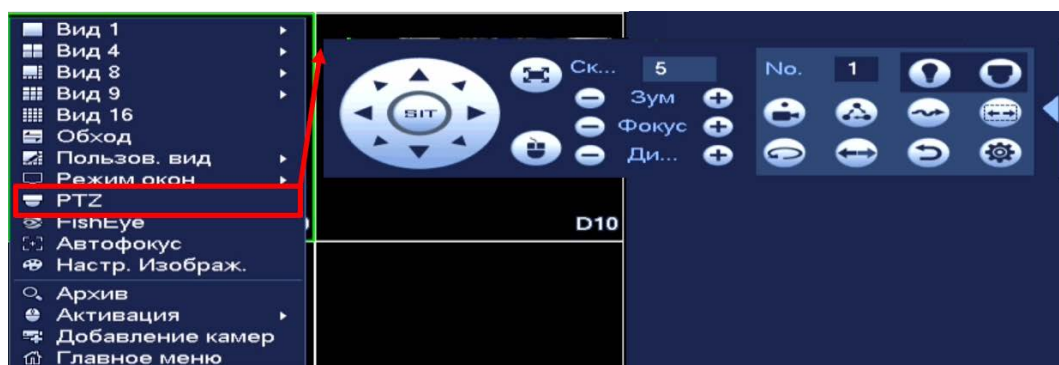 Вид 1
Вид 4
Вид 8
Вид 9
Вид 16
Обход
Пользов. вид
Режим окон
PTZ
FishEye
Автофокус
Настр. Изображ.
Архив
Активация
Добавление камер
Главное меню
SIT
Ск... 5
Зум
Фокус
Ди...
No. 1
D10